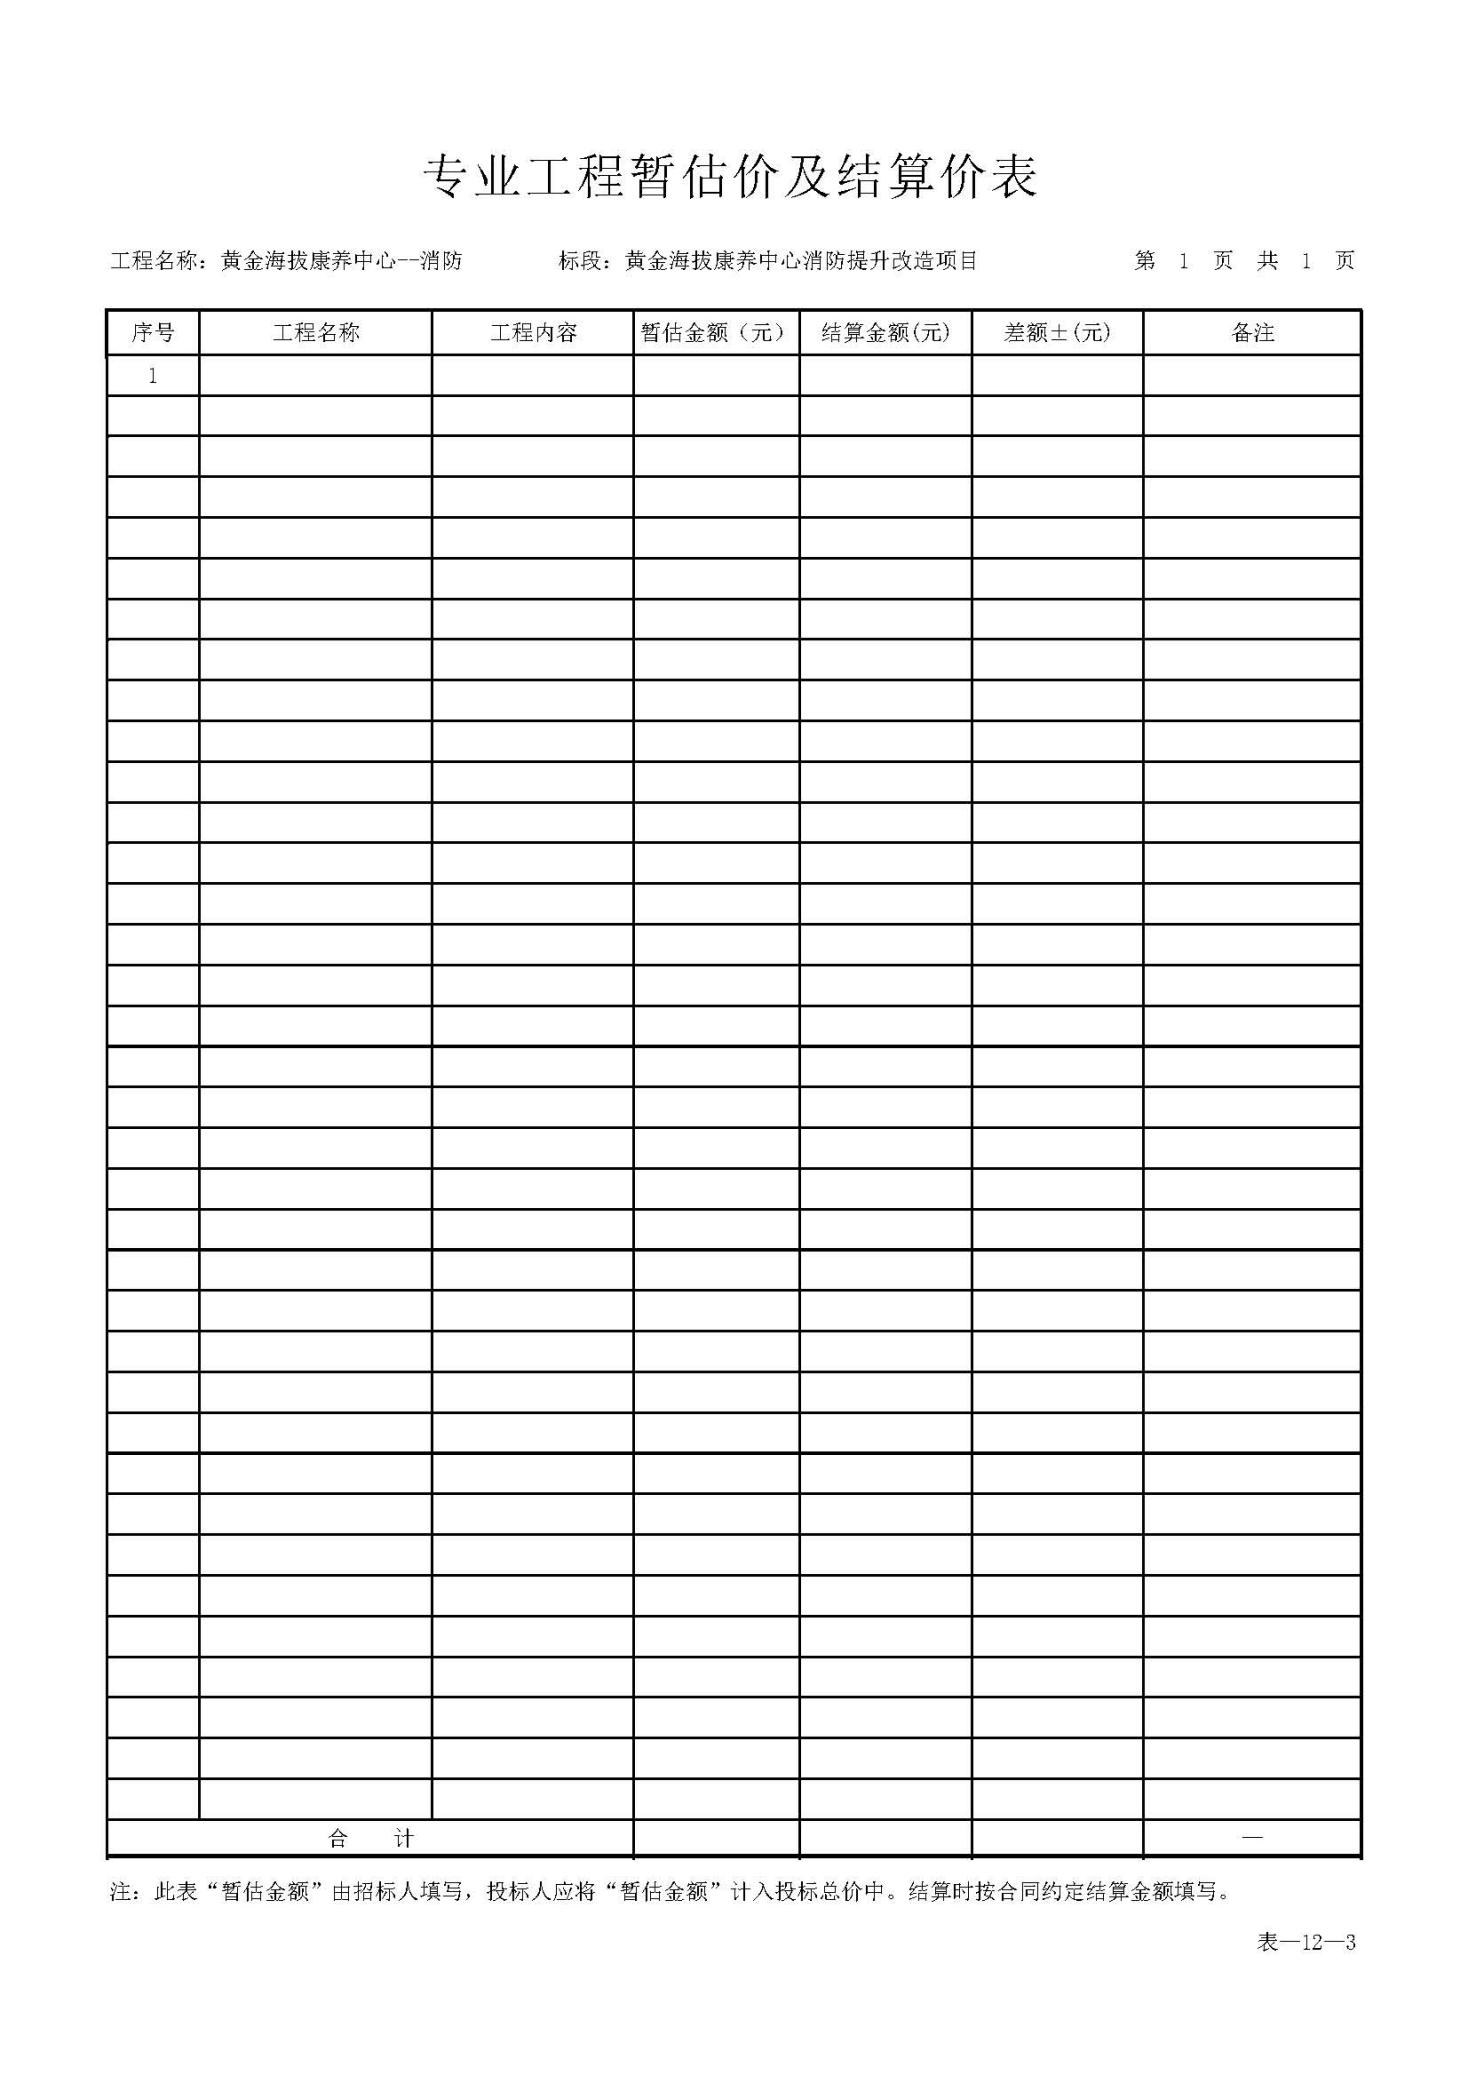 专业工程暂估价及结算价表
工程名称：黄金海拔康养中心--消防 标段：黄金海拔康养中心消防提升改造项目 第 1 页 共 1 页
序号 工程名称 工程内容 暂估金额（元） 结算金额(元) 差额±(元) 备注
1
合 计 —
注：此表“暂估金额”由招标人填写，投标人应将“暂估金额”计入投标总价中。结算时按合同约定结算金额填写。
表—12—3